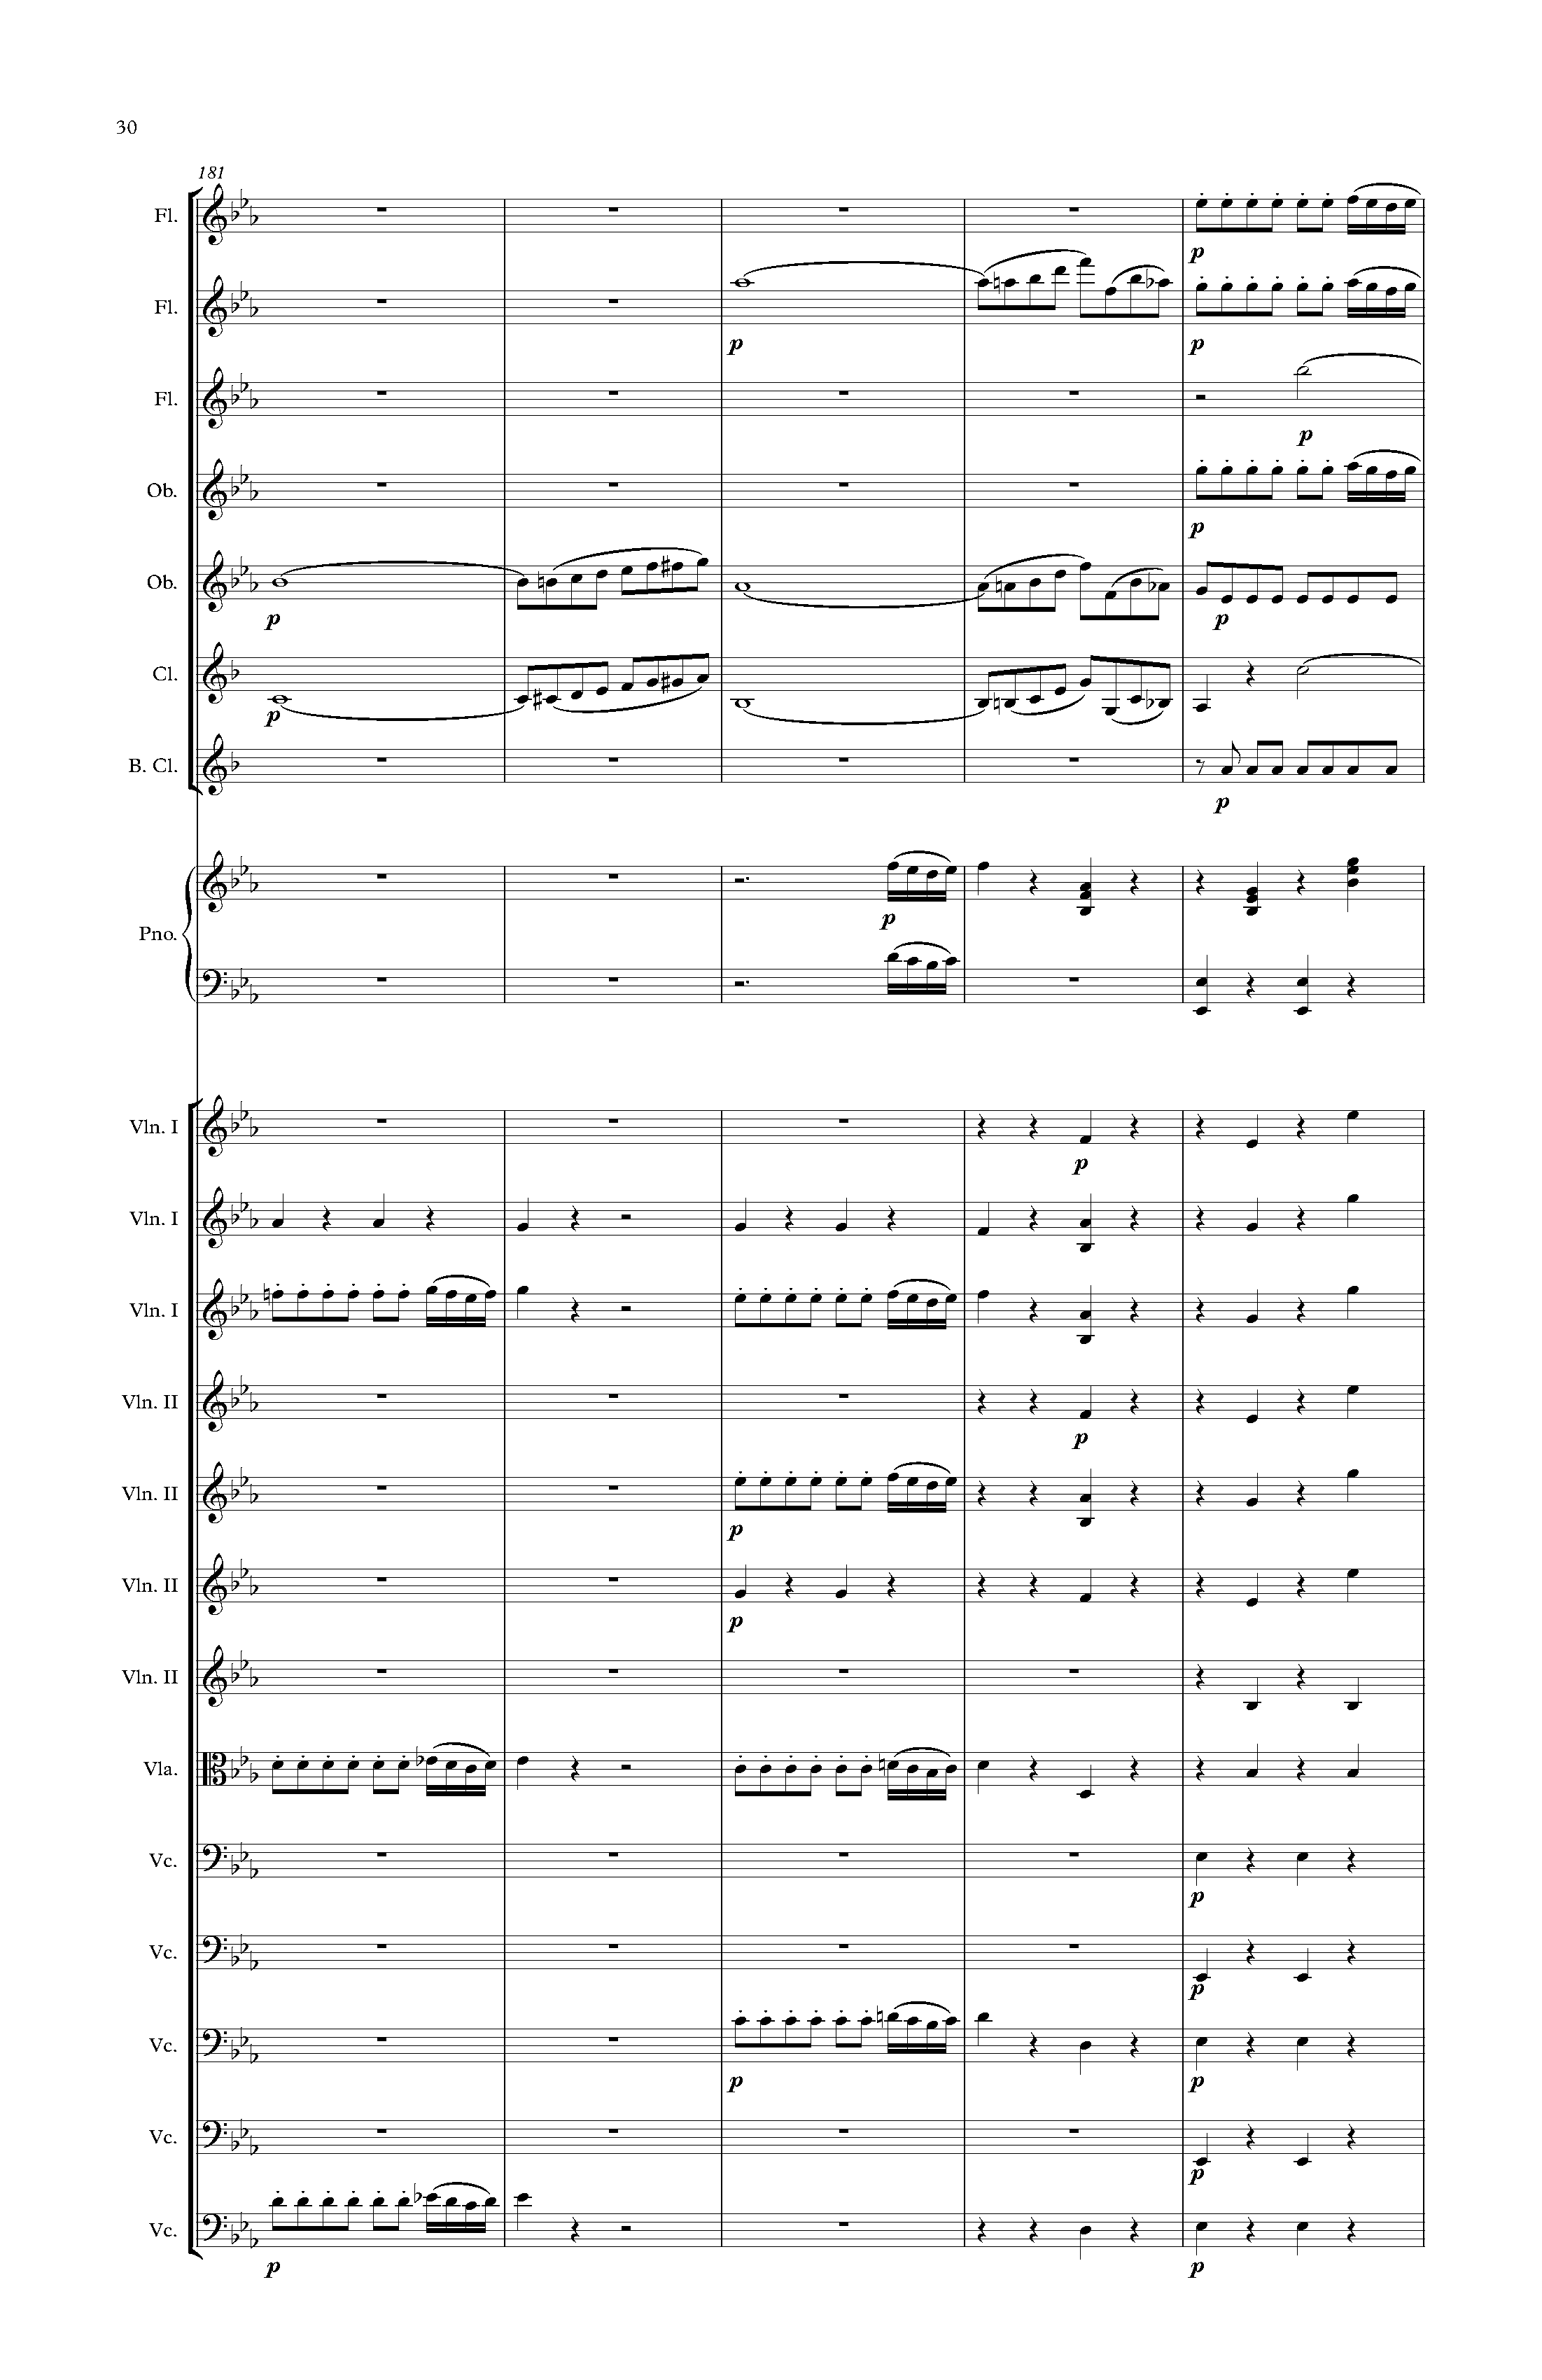 30
181
Fl.
p
Fl.
p
p
Fl.
p
Ob.
p
Ob.
p
p
Cl.
p
B. Cl.
p
p
Pno.
Vln. I
p
Vln. I
Vln. I
Vln. II
p
Vln. II
p
Vln. II
p
Vln. II
Vla.
Vc.
p
Vc.
p
Vc.
p
p
Vc.
p
Vc.
p
p